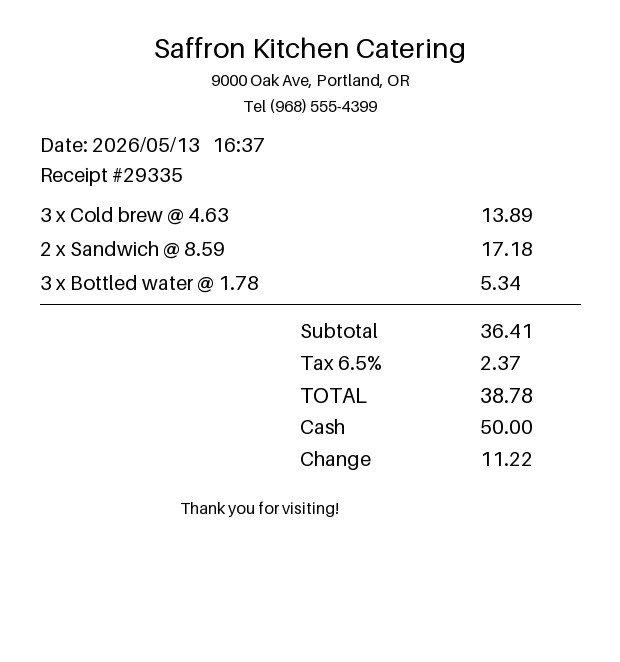 Saffron Kitchen Catering
9000 Oak Ave, Portland, OR
Tel (968) 555-4399
Date: 2026/05/13 16:37
Receipt #29335
3 x Cold brew @ 4.63 13.89
2 x Sandwich @ 8.59 17.18
3 x Bottled water @ 1.78 5.34
Subtotal 36.41
Tax 6.5% 2.37
TOTAL 38.78
Cash 50.00
Change 11.22
Thank you for visiting!